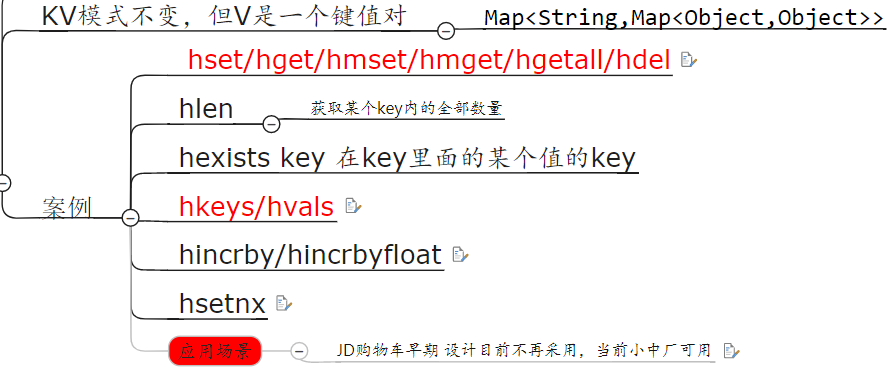 KV模式不变，但V是一个键值对
Map<String,Map<Object,Object>>
案例
hset/hget/hmset/hmget/hgetall/hdel
hlen
获取某个key内的全部数量
hexists key 在key里面的某个值的key
hkeys/hvals
hincrby/hincrbyfloat
hsetnx
应用场景
JD购物车早期 设计目前不再采用，当前小中厂可用